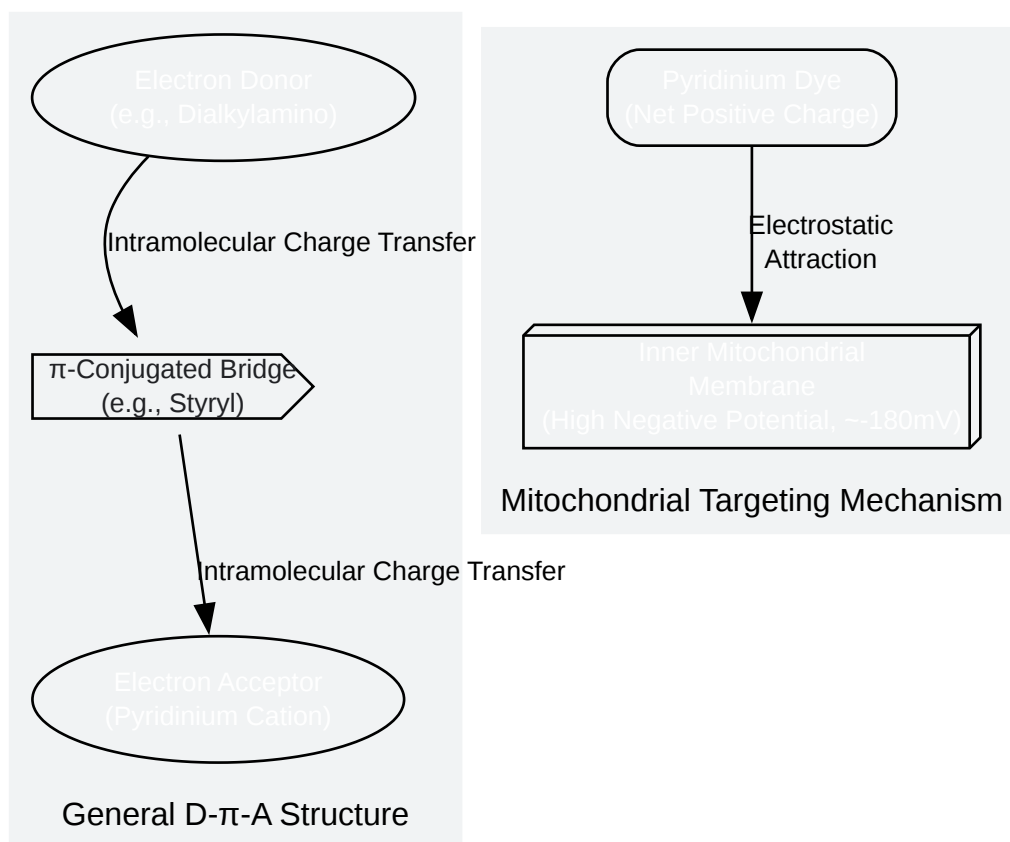 Electron Donor
(e.g., Dialkylamino)
Intramolecular Charge Transfer
π-Conjugated Bridge
(e.g., Styryl)
Intramolecular Charge Transfer
Electron Acceptor
(Pyridinium Cation)
General D-π-A Structure
Pyridinium Dye
(Net Positive Charge)
Electrostatic
Attraction
Inner Mitochondrial
Membrane
(High Negative Potential, ~-180mV)
Mitochondrial Targeting Mechanism